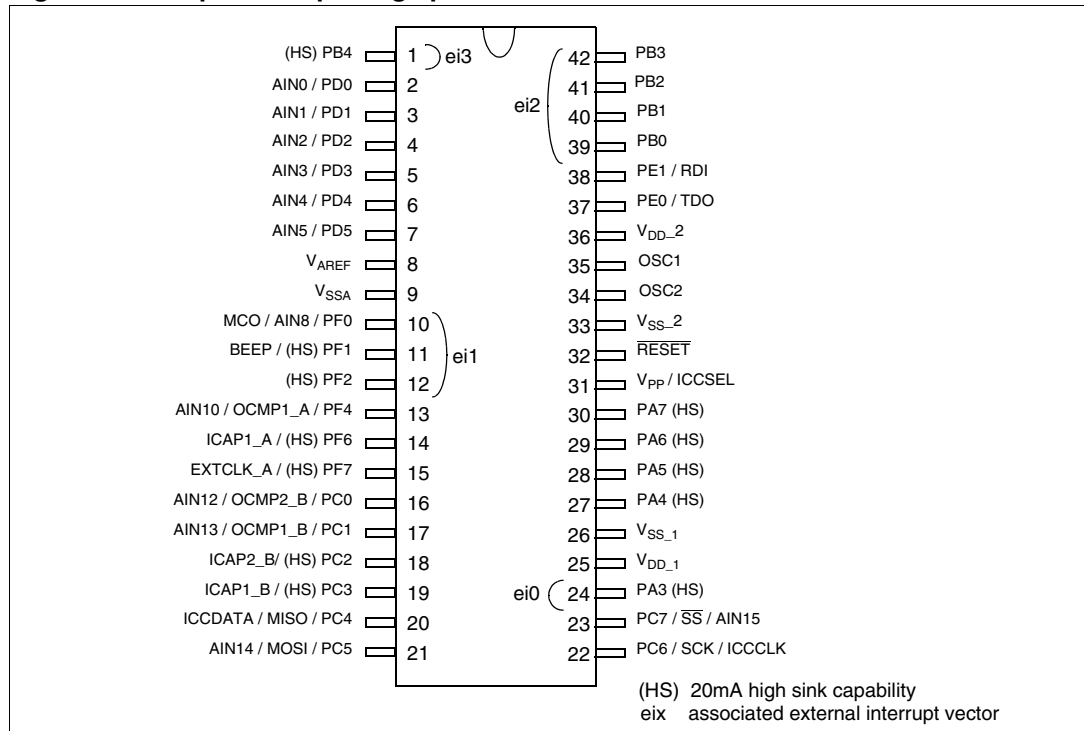 (HS) PB4 1 ei3 42 PB3
AIN0 / PD0 2 41 PB2
AIN1 / PD1 3 ei2 40 PB1
AIN2 / PD2 4 39 PB0
AIN3 / PD3 5 38 PE1 / RDI
AIN4 / PD4 6 37 PE0 / TDO
AIN5 / PD5 7 36 VDD_2
VAREF 8 35 OSC1
VSSA 9 34 OSC2
MCO / AIN8 / PF0 10 33 VSS_2
BEEP / (HS) PF1 11 ei1 32 RESET
(HS) PF2 12 31 VPP / ICCSEL
AIN10 / OCMP1_A / PF4 13 30 PA7 (HS)
ICAP1_A / (HS) PF6 14 29 PA6 (HS)
EXTCLK_A / (HS) PF7 15 28 PA5 (HS)
AIN12 / OCMP2_B / PC0 16 27 PA4 (HS)
AIN13 / OCMP1_B / PC1 17 26 VSS_1
ICAP2_B/ (HS) PC2 18 25 VDD_1
ICAP1_B / (HS) PC3 19 ei0 24 PA3 (HS)
ICCDATA / MISO / PC4 20 23 PC7 / SS / AIN15
AIN14 / MOSI / PC5 21 22 PC6 / SCK / ICCCLK
(HS) 20mA high sink capability
eix associated external interrupt vector